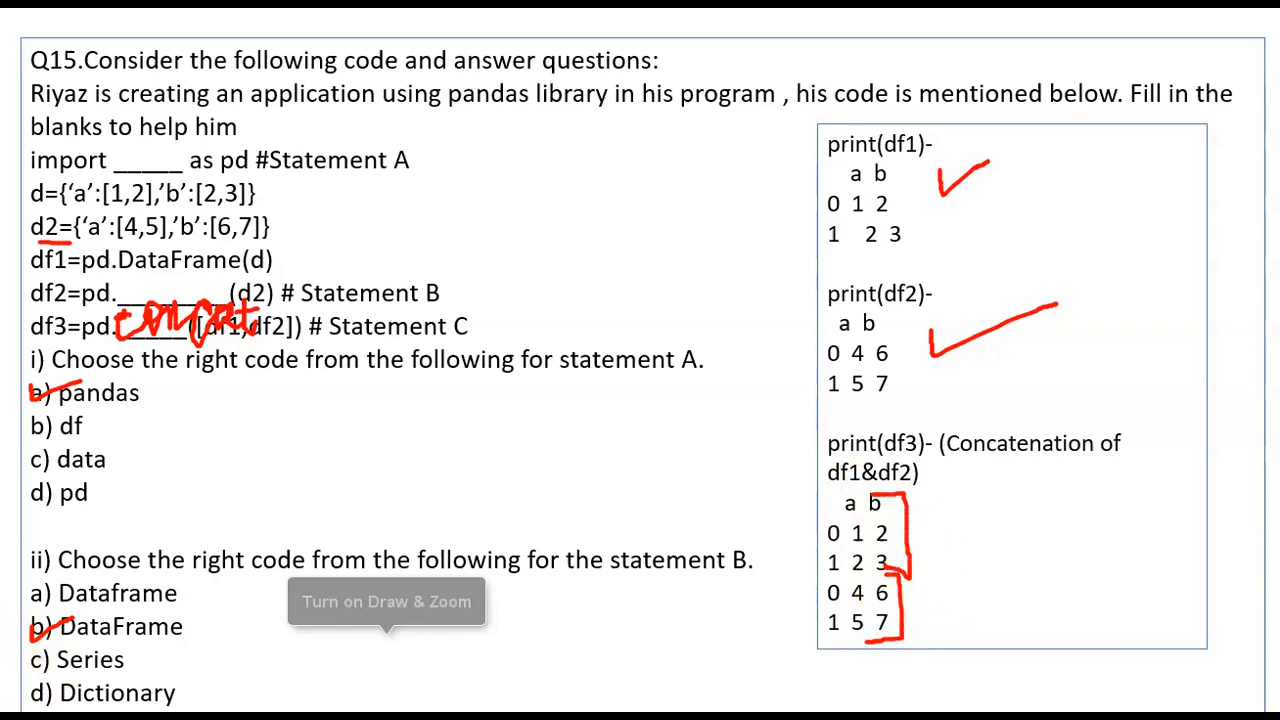 Q15.Consider the following code and answer questions:
Riyaz is creating an application using pandas library in his program , his code is mentioned below. Fill in the
blanks to help him
import _____ as pd #Statement A
d={‘a’:[1,2],’b’:[2,3]}
d2={‘a’:[4,5],’b’:[6,7]}
df1=pd.DataFrame(d)
df2=pd._________(d2) # Statement B
df3=pd. concat ([df1,df2]) # Statement C
i) Choose the right code from the following for statement A.
a) pandas
b) df
c) data
d) pd
ii) Choose the right code from the following for the statement B.
a) Dataframe
Turn on Draw & Zoom
b) DataFrame
c) Series
d) Dictionary
print(df1)-
a b
0 1 2
1 2 3
print(df2)-
a b
0 4 6
1 5 7
print(df3)- (Concatenation of
df1&df2)
a b
0 1 2
1 2 3
0 4 6
1 5 7